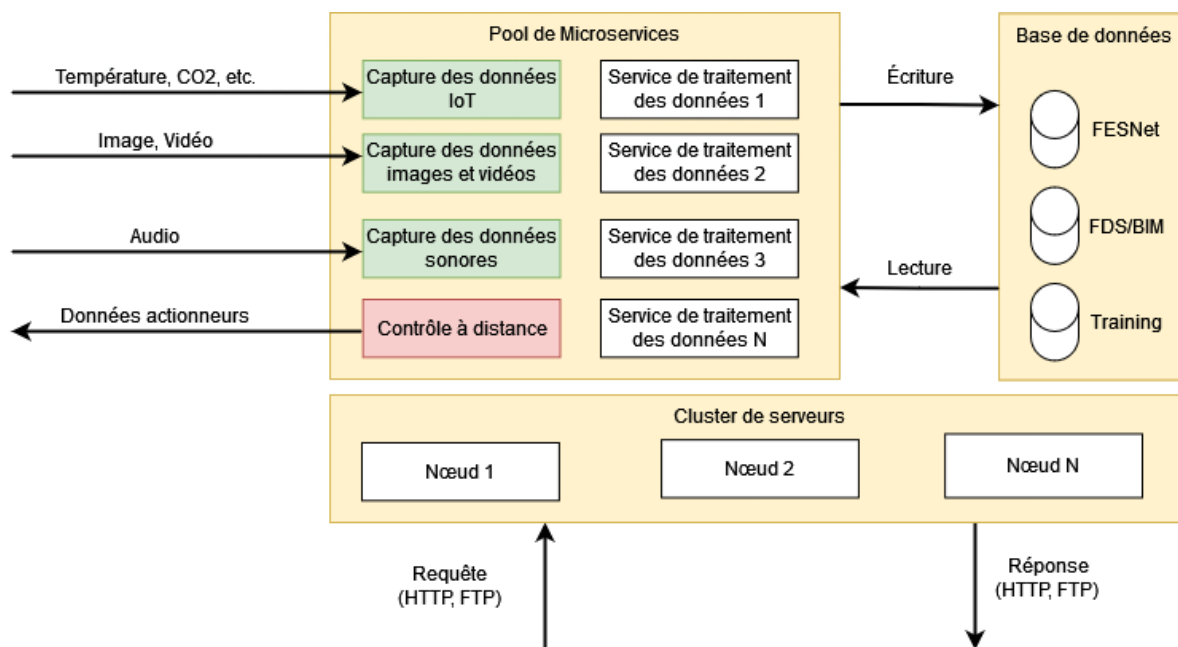 Pool de Microservices
Base de données
Température, CO2, etc.
Capture des données
IoT
Service de traitement
des données 1
Écriture
FESNet
Image, Vidéo
Capture des données
images et vidéos
Service de traitement
des données 2
Audio
Capture des données
sonores
Service de traitement
des données 3
FDS/BIM
Lecture
Données actionneurs
Contrôle à distance
Service de traitement
des données N
Training
Cluster de serveurs
Nœud 1
Nœud 2
Nœud N
Requête
(HTTP, FTP)
Réponse
(HTTP, FTP)